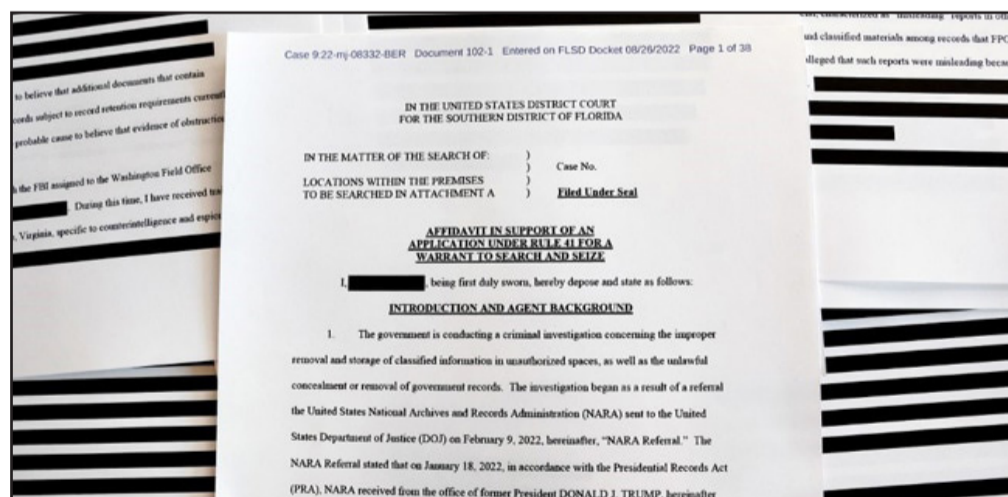 to believe that additional documents that contain
records subject to record retention requirements
probable cause to believe that evidence of obstruction
the FBI assigned to the Washington Field Office
. During this time, I have received
Virginia, specific to counterintelligence and
Case 9:22-mj-08332-BER Document 102-1 Entered on FLSD Docket 08/26/2022 Page 1 of 38
IN THE UNITED STATES DISTRICT COURT
FOR THE SOUTHERN DISTRICT OF FLORIDA
IN THE MATTER OF THE SEARCH OF: )
) Case No.
LOCATIONS WITHIN THE PREMISES )
TO BE SEARCHED IN ATTACHMENT A ) Filed Under Seal
AFFIDAVIT IN SUPPORT OF AN
APPLICATION UNDER RULE 41 FOR A
WARRANT TO SEARCH AND SEIZE
I, , being first duly sworn, hereby depose and state as follows:
INTRODUCTION AND AGENT BACKGROUND
1. The government is conducting a criminal investigation concerning the improper
removal and storage of classified information in unauthorized spaces, as well as the unlawful
concealment or removal of government records. The investigation began as a result of a referral
the United States National Archives and Records Administration (NARA) sent to the United
States Department of Justice (DOJ) on February 9, 2022, hereinafter, “NARA Referral.” The
NARA Referral stated that on January 18, 2022, in accordance with the Presidential Records Act
(PRA), NARA received from the office of former President DONALD J. TRUMP, hereinafter
characterized as “misleading” reports in
and classified materials among records that
alleged that such reports were misleading